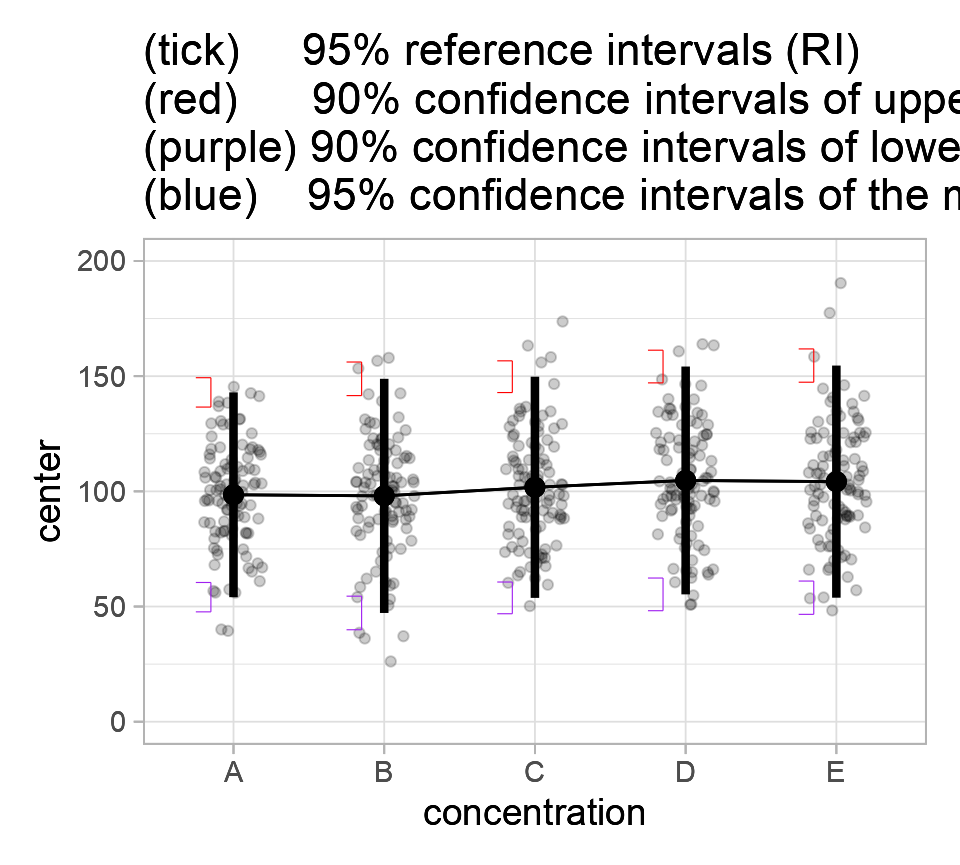 (tick) 95% reference intervals (RI)
(red) 90% confidence intervals of uppe
(purple) 90% confidence intervals of lowe
(blue) 95% confidence intervals of the
200
150
100
50
0
center
A B C D E
concentration